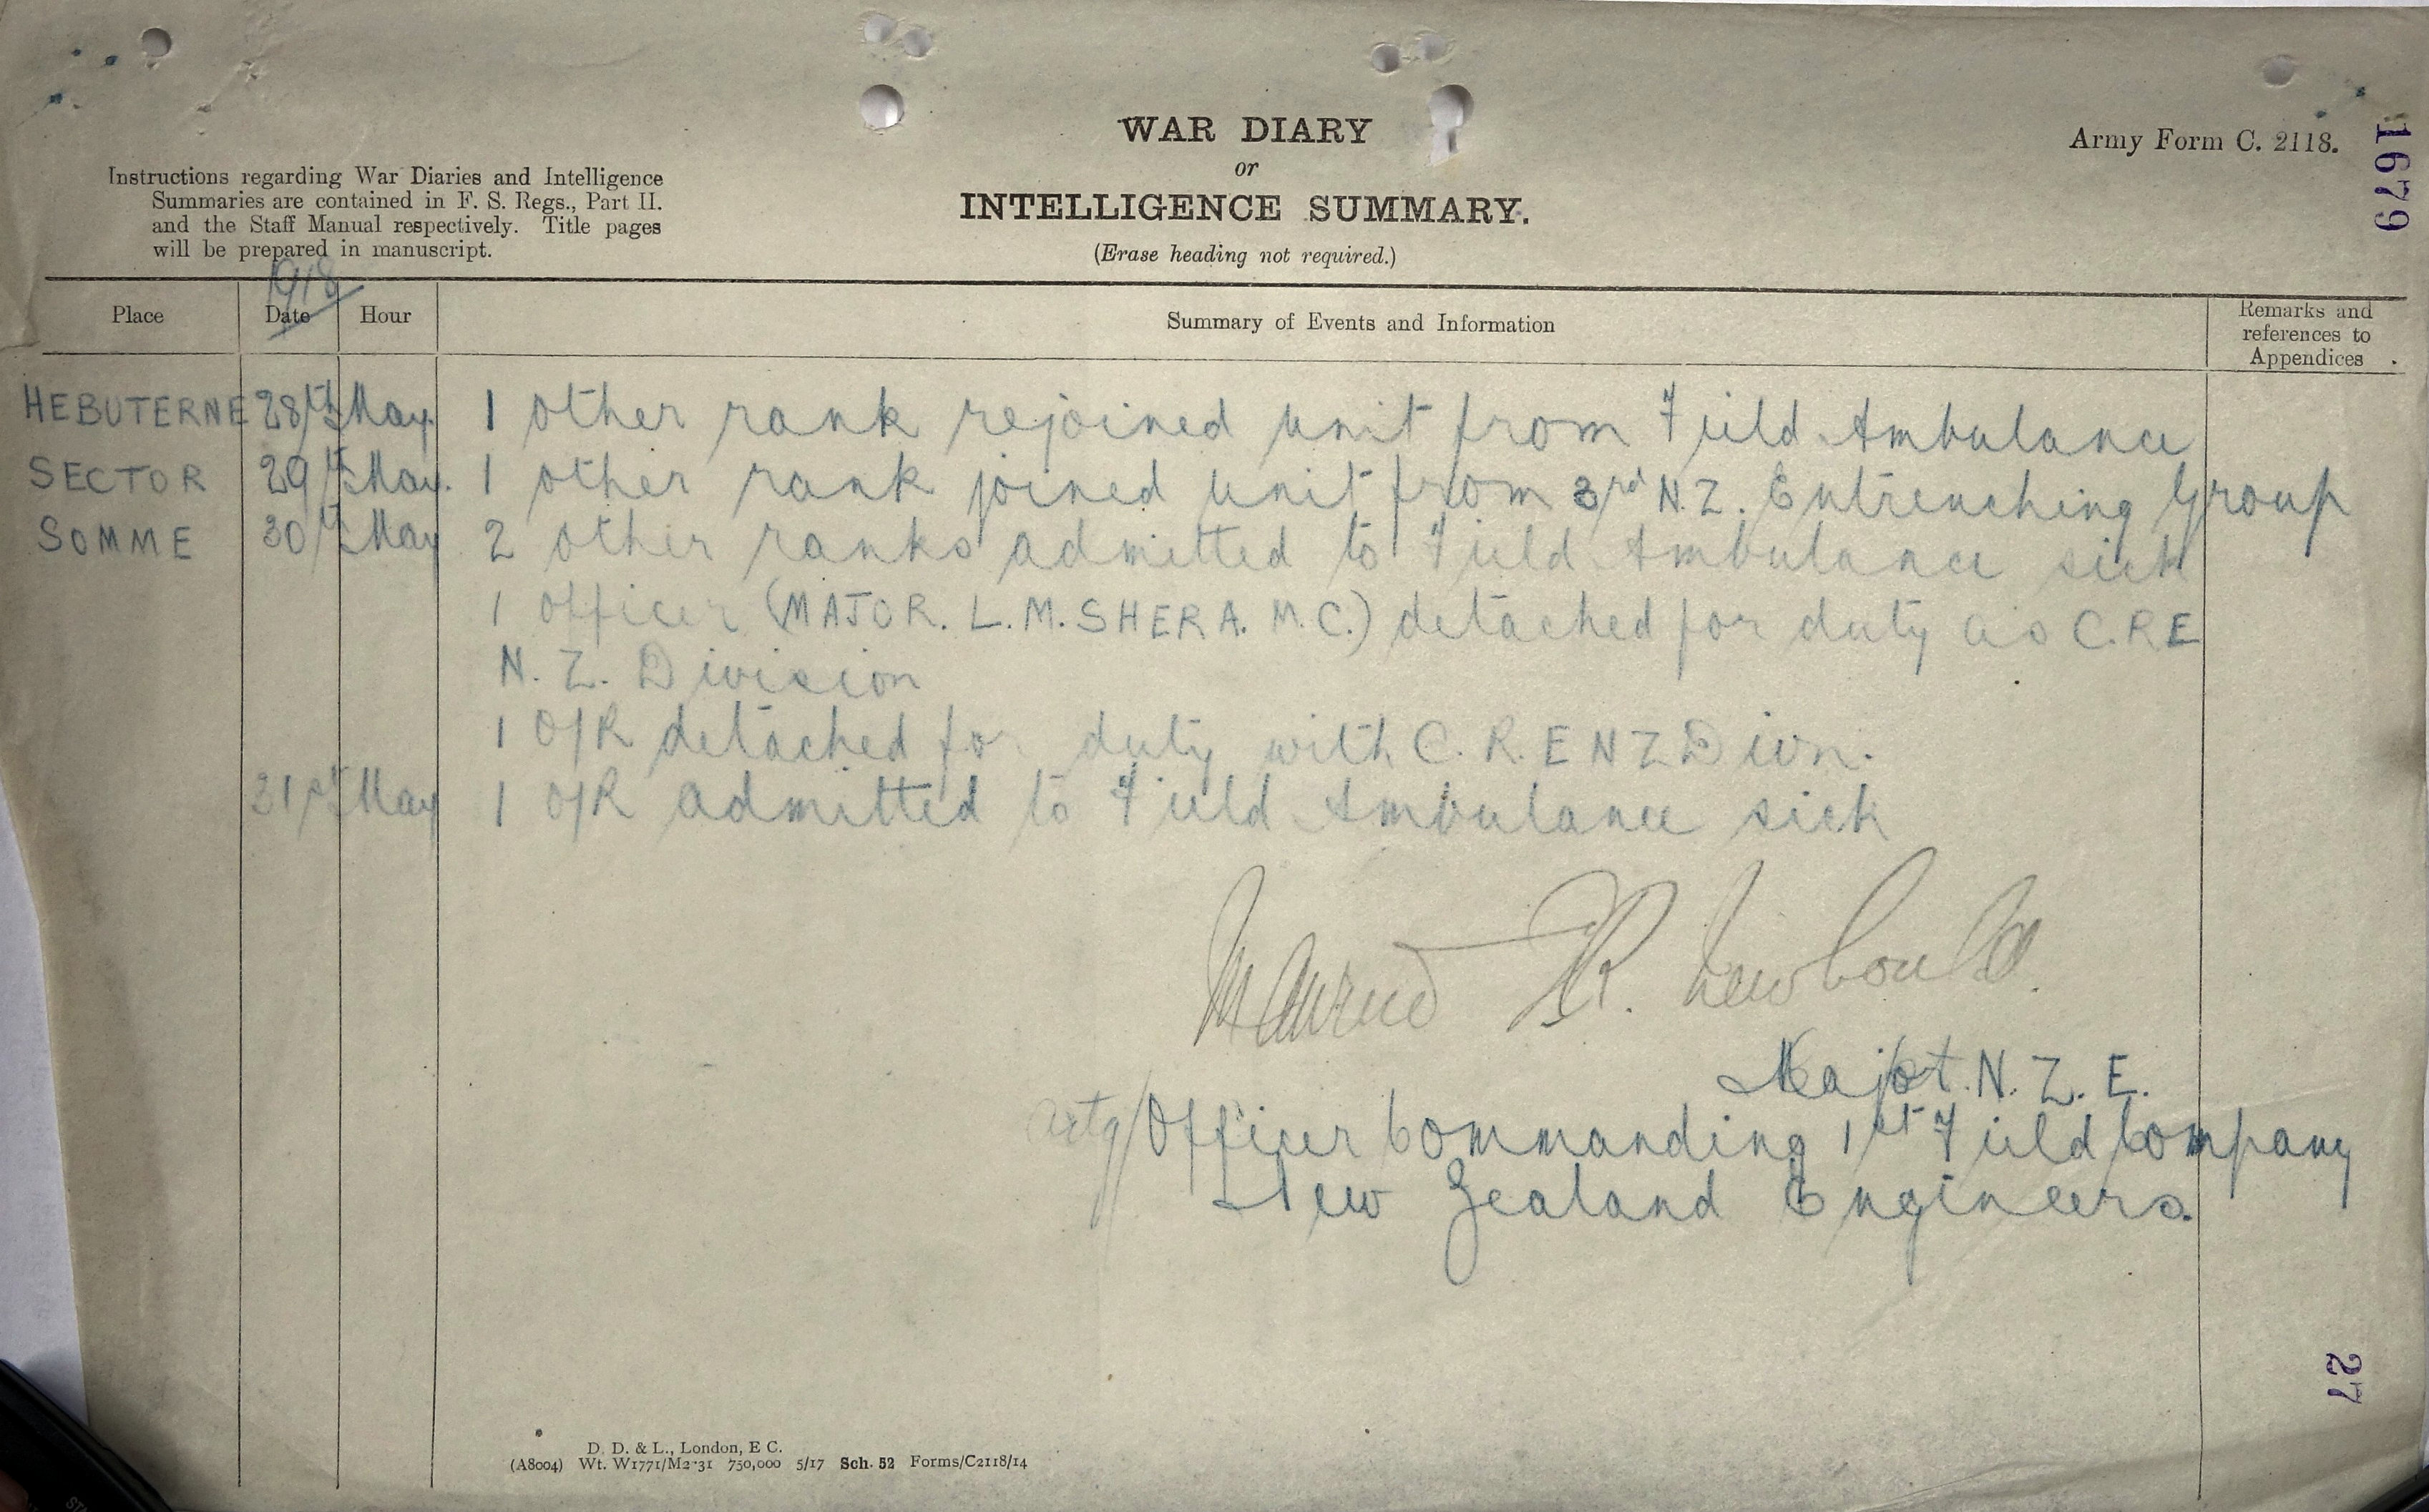 WAR DIARY
or
INTELLIGENCE SUMMARY.
(Erase heading not required.)
Army Form C. 2118.
1679
Instructions regarding War Diaries and Intelligence
Summaries are contained in F. S. Regs., Part II.
and the Staff Manual respectively. Title pages
will be prepared in manuscript.
1918
Place Date Hour Summary of Events and Information Remarks and
references to
Appendices
HEBUTERNE 28th May. 1 other rank rejoined unit from Field Ambulance
SECTOR 29th May. 1 other rank joined unit from 3rd N.Z. Entrenching Group
SOMME 30th May 2 other ranks admitted to Field Ambulance sick
1 officer (MAJOR. L.M. SHERA. M.C.) detached for duty as C.R.E
N.Z. Division
1 O/R detached for duty with C.R.E N Z Divn.
31st May 1 O/R admitted to Field Ambulance sick
R. Newbould.
N.Z.E.
actg/Officer Commanding 1st Field Company
New Zealand Engineers.
27
D. D. & L., London, E C.
(A8004) Wt. W1771/M2131 750,000 5/17 Sch. 52 Forms/C2118/14